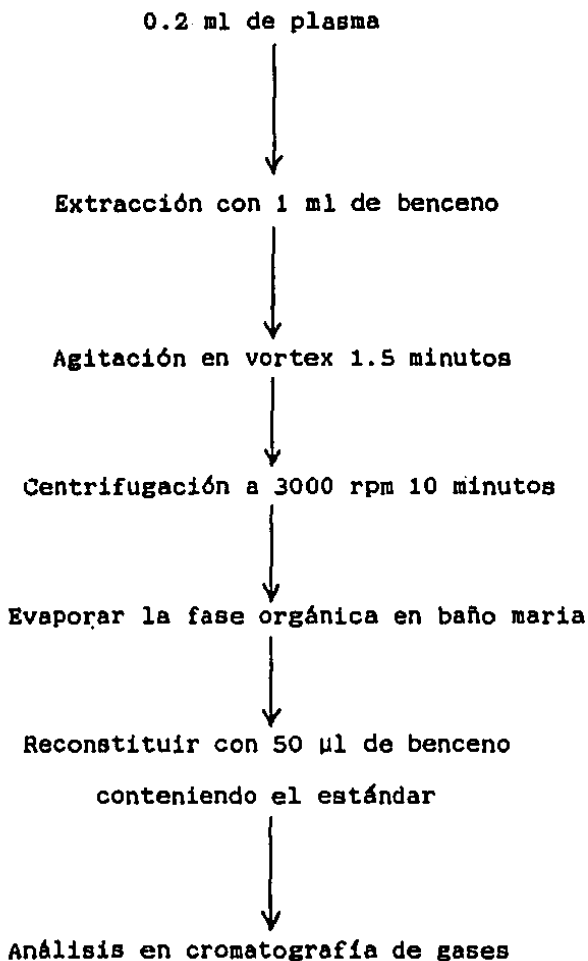 0.2 ml de plasma
Extracción con 1 ml de benceno
Agitación en vortex 1.5 minutos
Centrifugación a 3000 rpm 10 minutos
Evaporar la fase orgánica en baño maria
Reconstituir con 50 µl de benceno
conteniendo el estándar
Análisis en cromatografía de gases